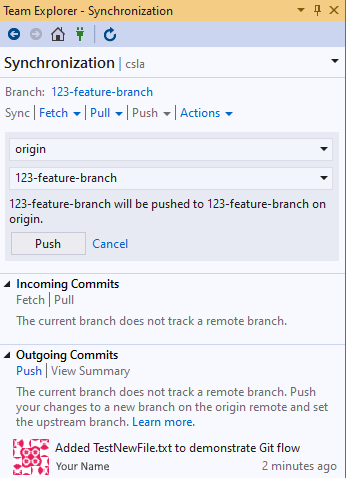 Team Explorer - Synchronization
Synchronization | csla
Branch: 123-feature-branch
Sync | Fetch | Pull | Push | Actions
origin
123-feature-branch
123-feature-branch will be pushed to 123-feature-branch on
origin.
Push Cancel
Incoming Commits
Fetch | Pull
The current branch does not track a remote branch.
Outgoing Commits
Push | View Summary
The current branch does not track a remote branch. Push
your changes to a new branch on the origin remote and set
the upstream branch. Learn more.
Added TestNewFile.txt to demonstrate Git flow
Your Name 2 minutes ago